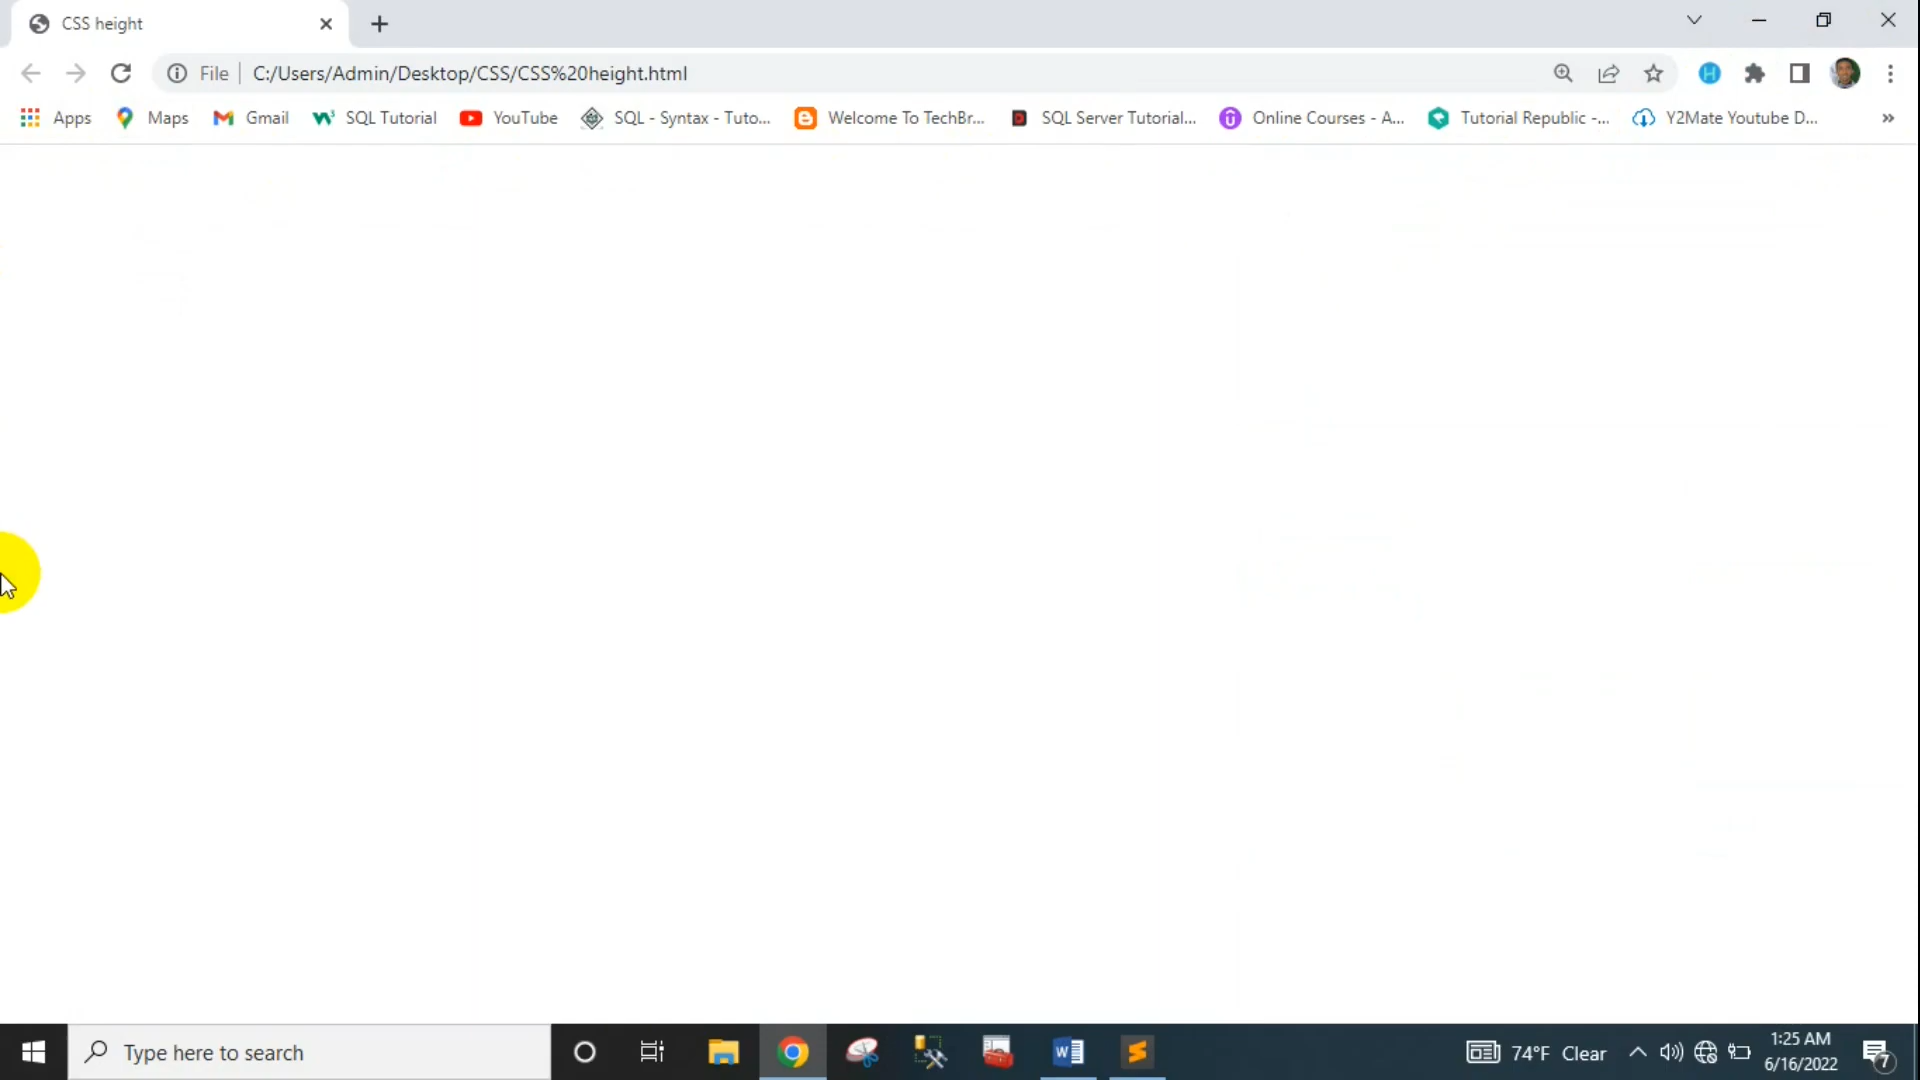 CSS height
File C:/Users/Admin/Desktop/CSS/CSS%20height.html
Apps Maps Gmail SQL Tutorial YouTube SQL - Syntax - Tuto... Welcome To TechBr... SQL Server Tutorial... Online Courses - A... Tutorial Republic -... Y2Mate Youtube D... »
Type here to search 74°F Clear 1:25 AM
6/16/2022 7